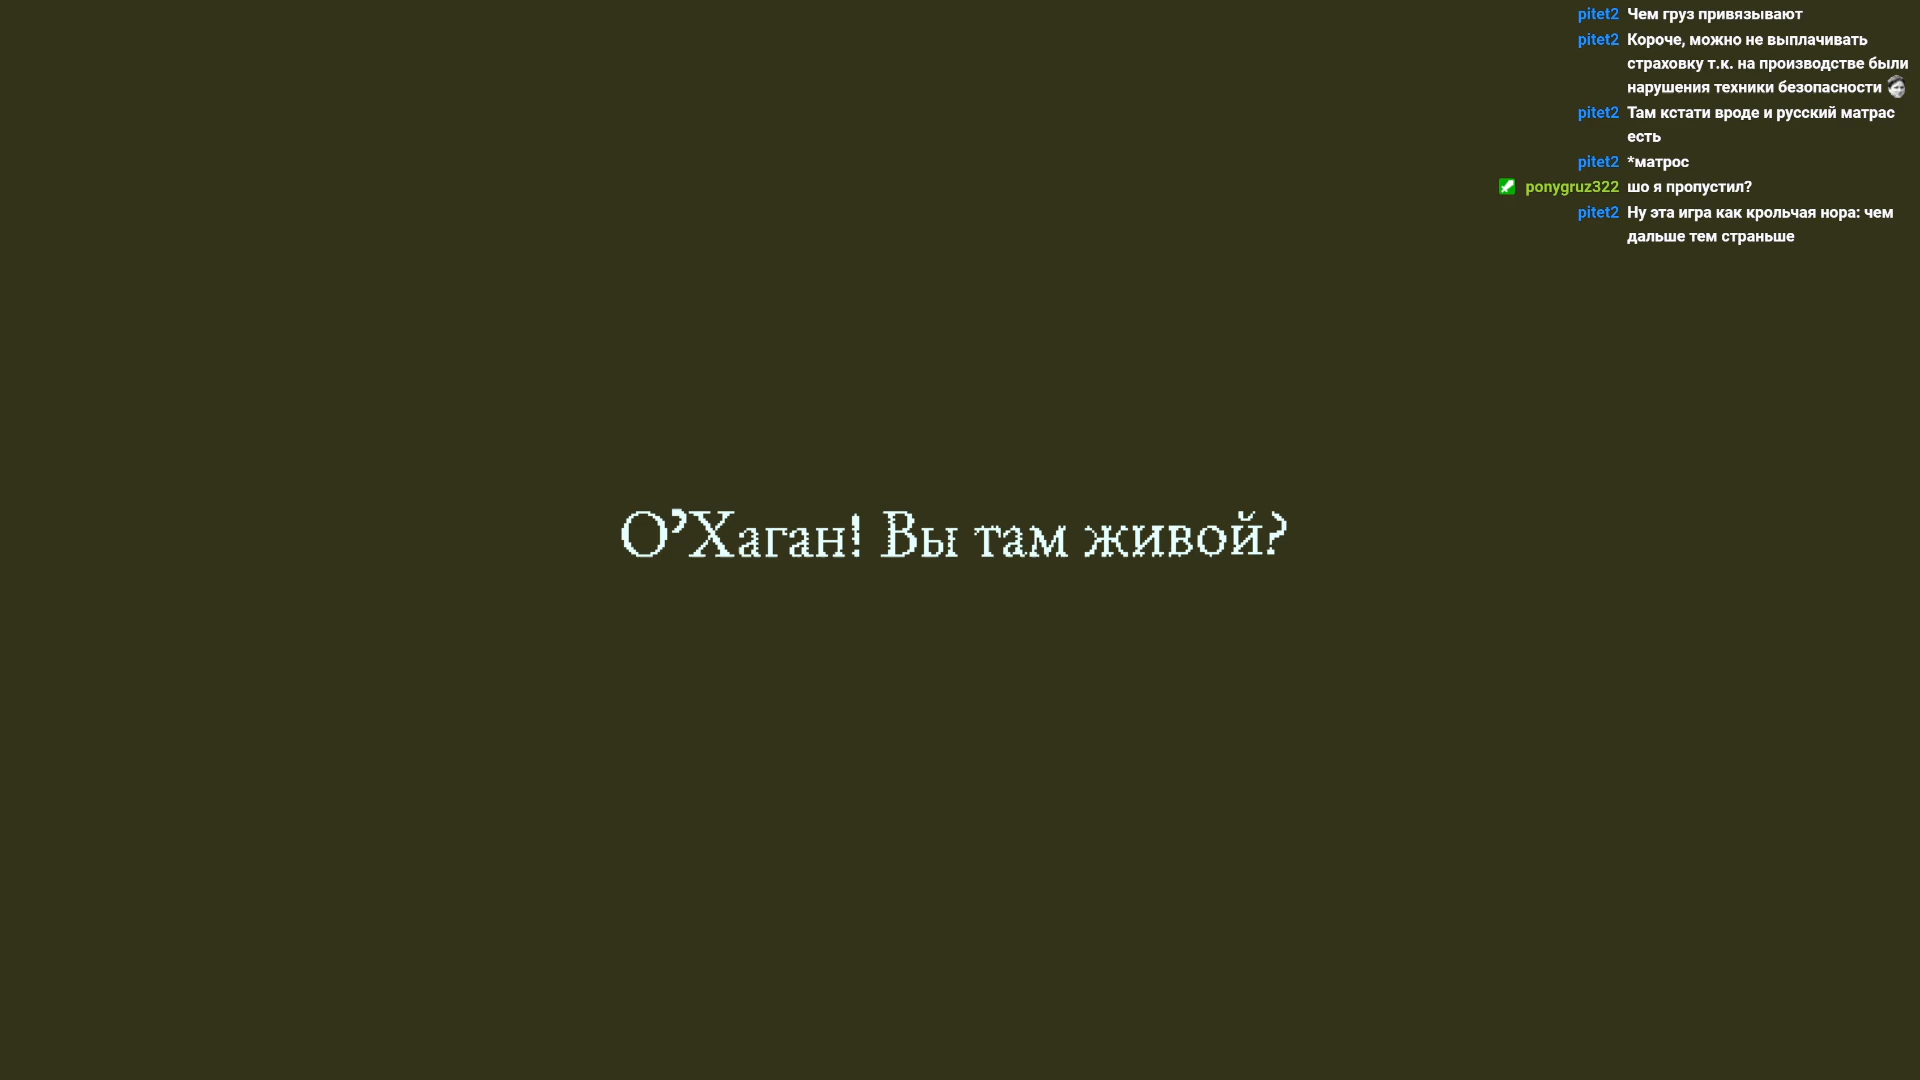 pitet2 Чем груз привязывают
pitet2 Короче, можно не выплачивать
страховку т.к. на производстве были
нарушения техники безопасности
pitet2 Там кстати вроде и русский матрас
есть
pitet2 *матрос
ponygruz322 шо я пропустил?
pitet2 Ну эта игра как крольчая нора: чем
дальше тем страньше
О’Хаган! Вы там живой?